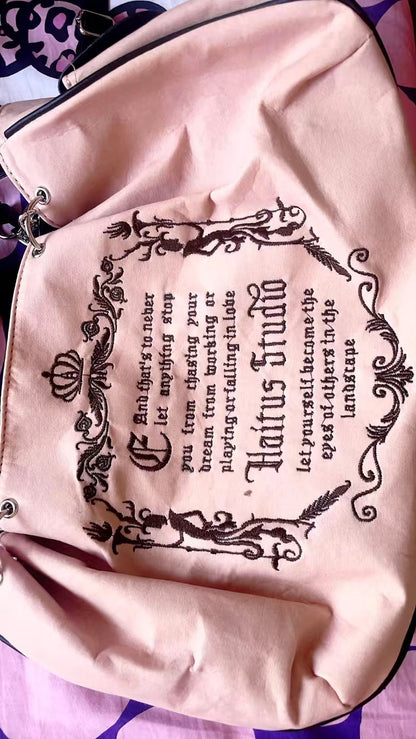 E And that's to never
let anything stop
you from thasing your
dream from working or
playing or falling in love
Haitus Studio
let yourself become the
eyes of others in the
landscape